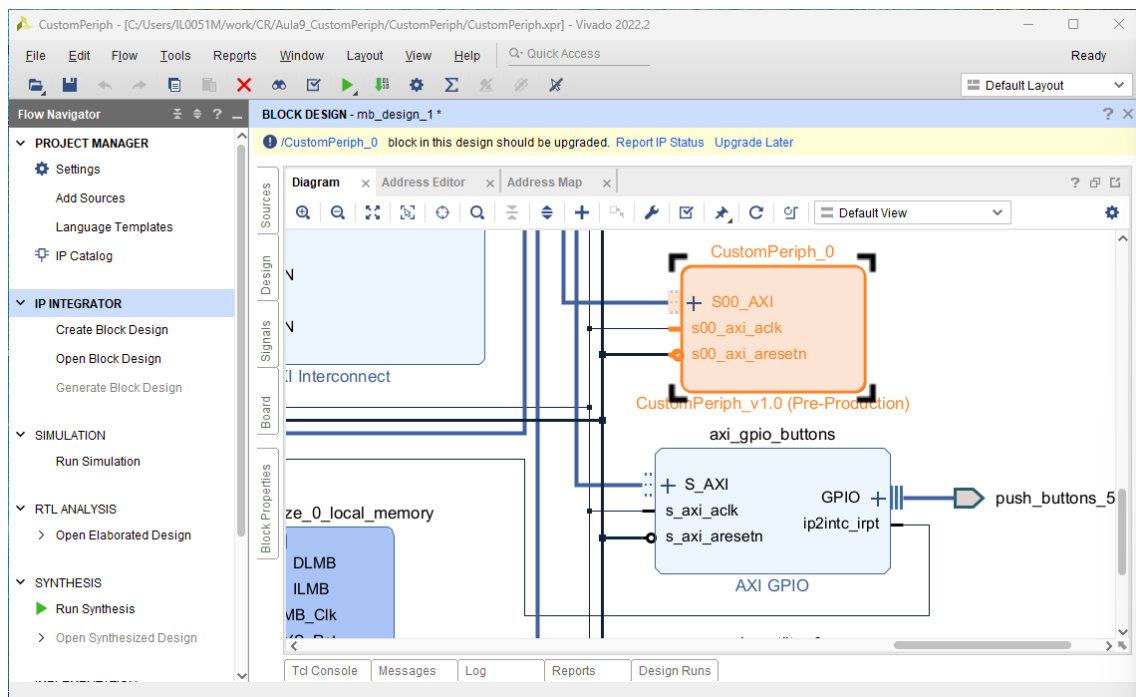 CustomPeriph - [C:/Users/IL0051M/work/CR/Aula9_CustomPeriph/CustomPeriph/CustomPeriph.xpr] - Vivado 2022.2
File Edit Flow Tools Reports Window Layout View Help Q- Quick Access Ready
Default Layout
Flow Navigator
PROJECT MANAGER
Settings
Add Sources
Language Templates
IP Catalog
IP INTEGRATOR
Create Block Design
Open Block Design
Generate Block Design
SIMULATION
Run Simulation
RTL ANALYSIS
Open Elaborated Design
SYNTHESIS
Run Synthesis
Open Synthesized Design
BLOCK DESIGN - mb_design_1 *
/CustomPeriph_0 block in this design should be upgraded. Report IP Status Upgrade Later
Sources
Design
Signals
Board
Block Properties
Diagram Address Editor Address Map
Default View
N
N
I Interconnect
CustomPeriph_0
S00_AXI
s00_axi_aclk
s00_axi_aresetn
CustomPeriph_v1.0 (Pre-Production)
axi_gpio_buttons
S_AXI
s_axi_aclk
s_axi_aresetn
GPIO
ip2intc_irpt
AXI GPIO
push_buttons_5
ze_0_local_memory
DLMB
ILMB
MB_Clk
Tcl Console Messages Log Reports Design Runs